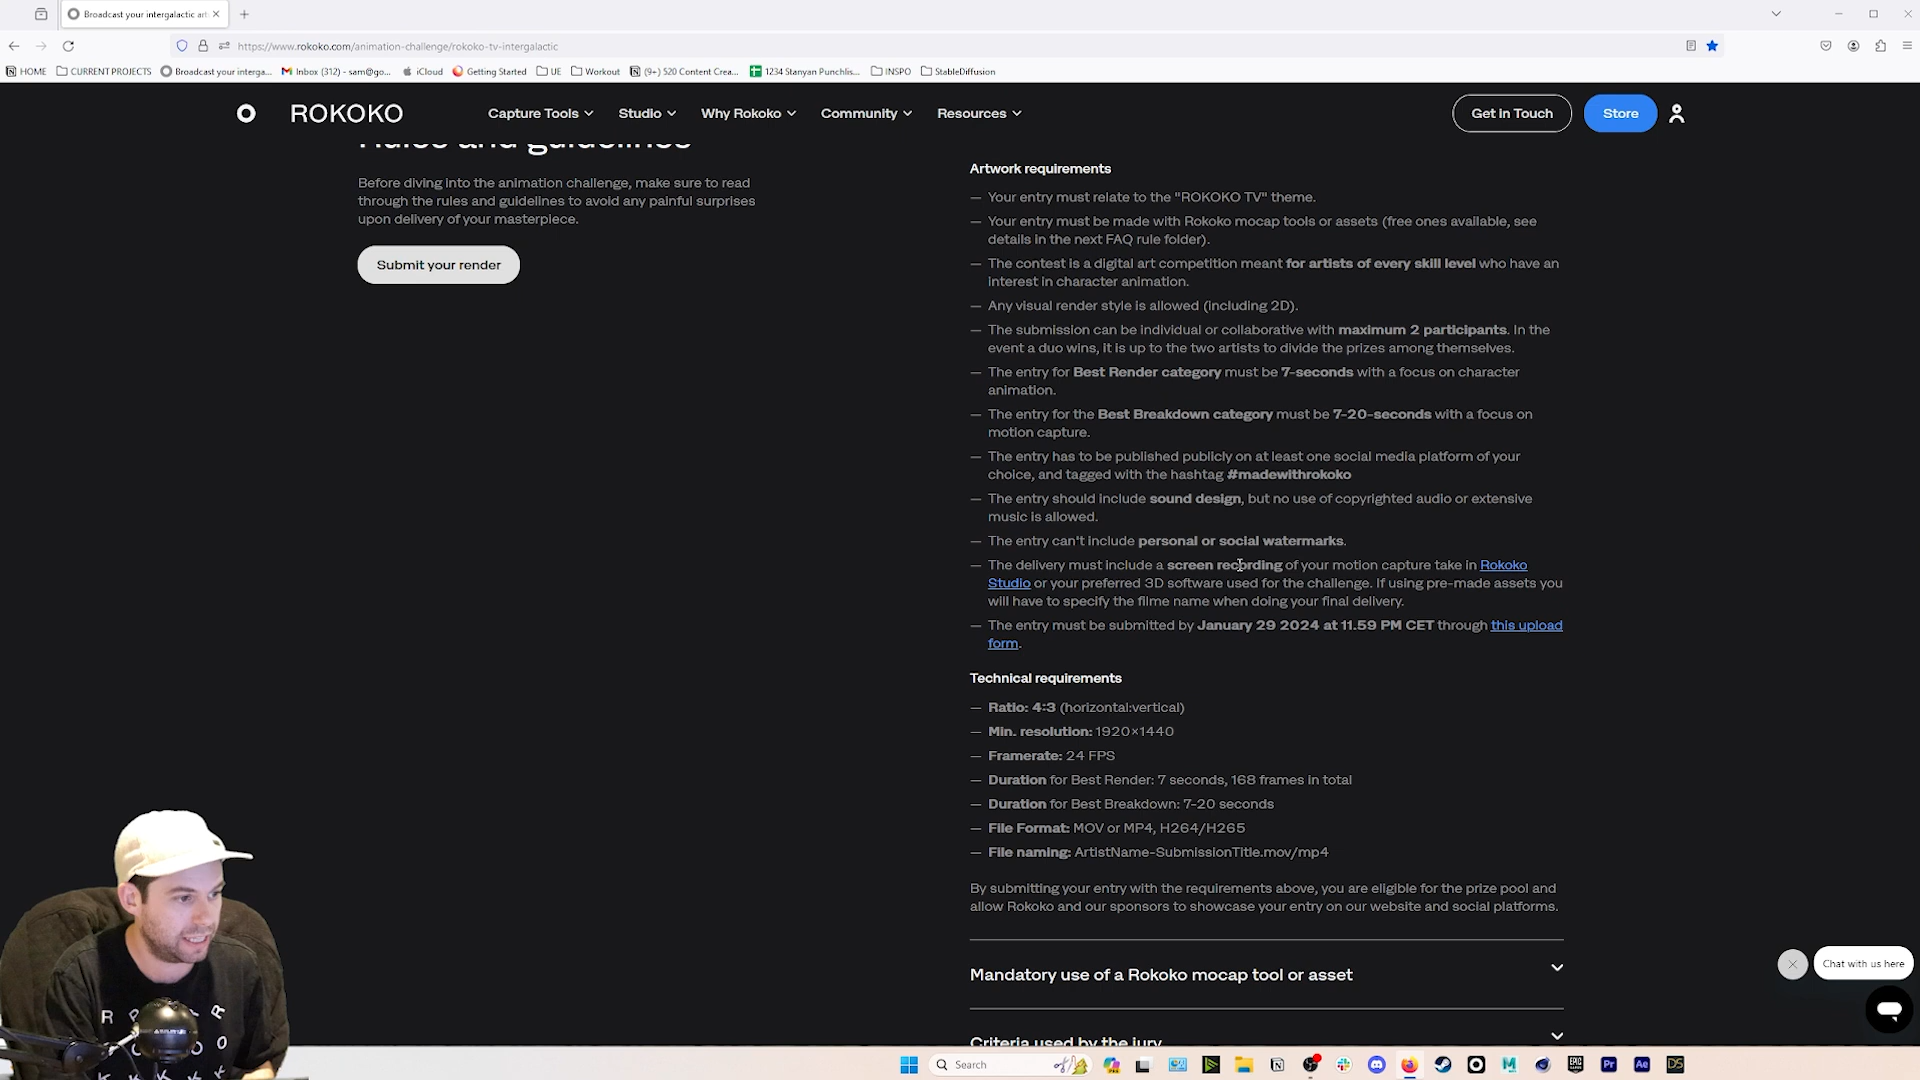 Broadcast your intergalactic art
https://www.rokoko.com/animation-challenge/rokoko-tv-intergalactic
HOME CURRENT PROJECTS Broadcast your interga... Inbox (312) - sam@go... iCloud Getting Started UE Workout (9+) 520 Content Crea... 1234 Stanyan Punchlis... INSPO StableDiffusion
ROKOKO Capture Tools Studio Why Rokoko Community Resources Get in Touch Store
Rules and guidelines
Before diving into the animation challenge, make sure to read
through the rules and guidelines to avoid any painful surprises
upon delivery of your masterpiece.
Submit your render
Artwork requirements
— Your entry must relate to the "ROKOKO TV" theme.
— Your entry must be made with Rokoko mocap tools or assets (free ones available, see
details in the next FAQ rule folder).
— The contest is a digital art competition meant for artists of every skill level who have an
interest in character animation.
— Any visual render style is allowed (including 2D).
— The submission can be individual or collaborative with maximum 2 participants. In the
event a duo wins, it is up to the two artists to divide the prizes among themselves.
— The entry for Best Render category must be 7-seconds with a focus on character
animation.
— The entry for the Best Breakdown category must be 7-20-seconds with a focus on
motion capture.
— The entry has to be published publicly on at least one social media platform of your
choice, and tagged with the hashtag #madewithrokoko
— The entry should include sound design, but no use of copyrighted audio or extensive
music is allowed.
— The entry can't include personal or social watermarks.
— The delivery must include a screen recording of your motion capture take in Rokoko
Studio or your preferred 3D software used for the challenge. If using pre-made assets you
will have to specify the filme name when doing your final delivery.
— The entry must be submitted by January 29 2024 at 11.59 PM CET through this upload
form.
Technical requirements
— Ratio: 4:3 (horizontal:vertical)
— Min. resolution: 1920×1440
— Framerate: 24 FPS
— Duration for Best Render: 7 seconds, 168 frames in total
— Duration for Best Breakdown: 7-20 seconds
— File Format: MOV or MP4, H264/H265
— File naming: ArtistName-SubmissionTitle.mov/mp4
By submitting your entry with the requirements above, you are eligible for the prize pool and
allow Rokoko and our sponsors to showcase your entry on our website and social platforms.
Mandatory use of a Rokoko mocap tool or asset
Criteria used by the jury
Chat with us here
Search
Pr
Ae
DS